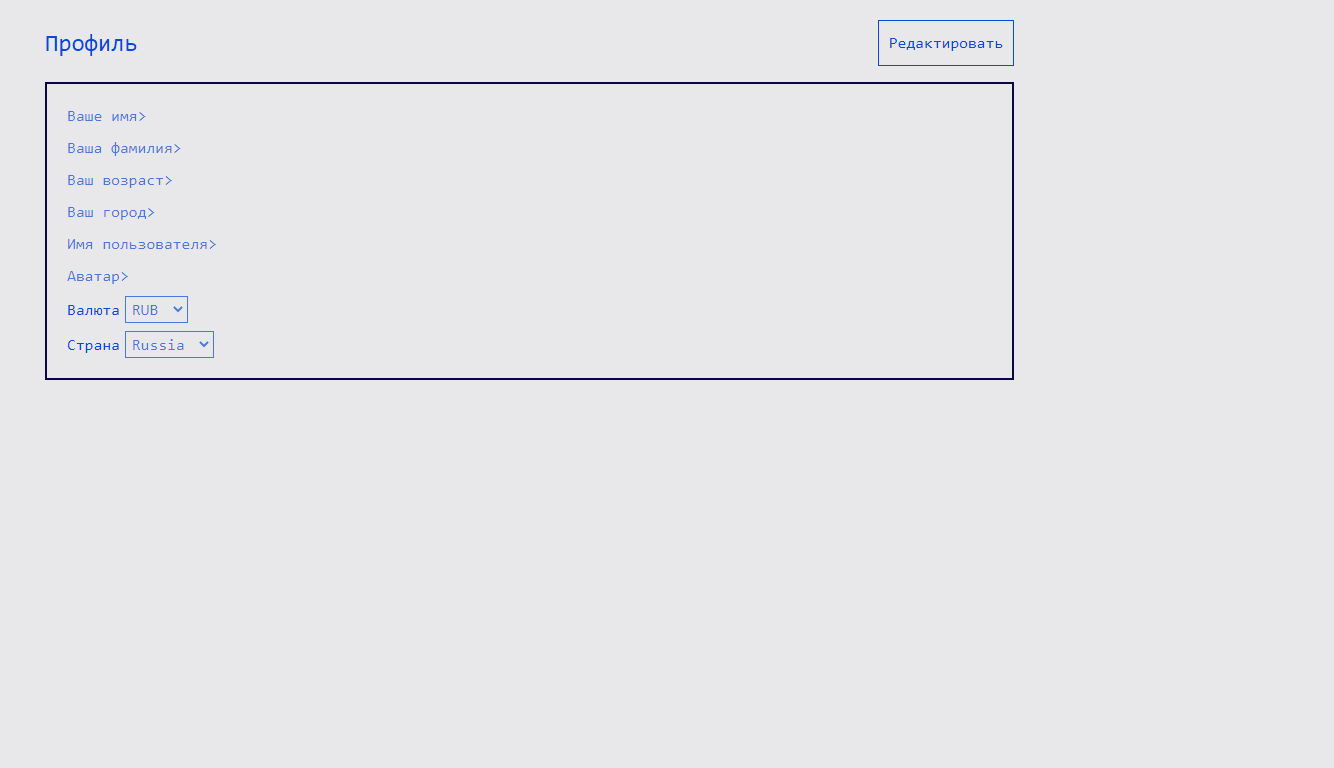 Профиль
Редактировать
Ваше имя>
Ваша фамилия>
Ваш возраст>
Ваш город>
Имя пользователя>
Аватар>
Валюта RUB
Страна Russia